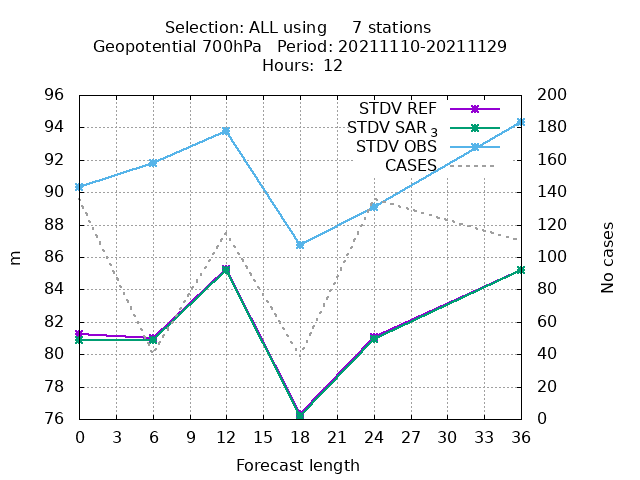 Selection: ALL using     7 stations
Geopotential 700hPa   Period: 20211110-20211129
Hours:  12
STDV REF
STDV SAR 3
STDV OBS
CASES
96
94
92
90
88
86
84
82
80
78
76
m
200
180
160
140
120
100
80
60
40
20
0
No cases
0 3 6 9 12 15 18 21 24 27 30 33 36
Forecast length